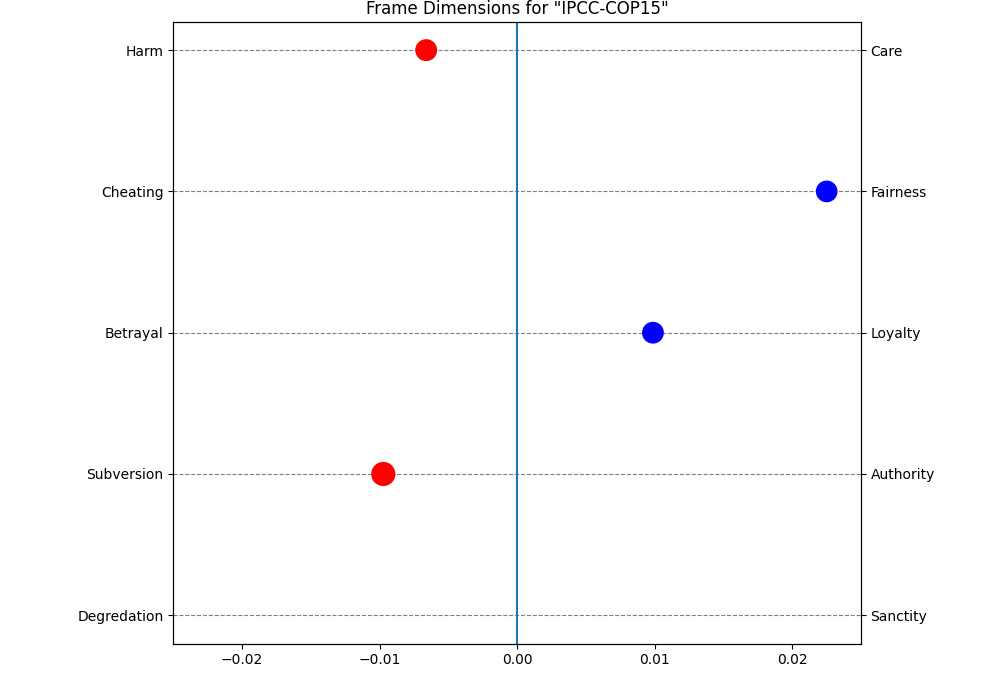 Frame Dimensions for "IPCC-COP15"
Harm Care
Cheating Fairness
Betrayal Loyalty
Subversion Authority
Degredation Sanctity
−0.02 −0.01 0.00 0.01 0.02